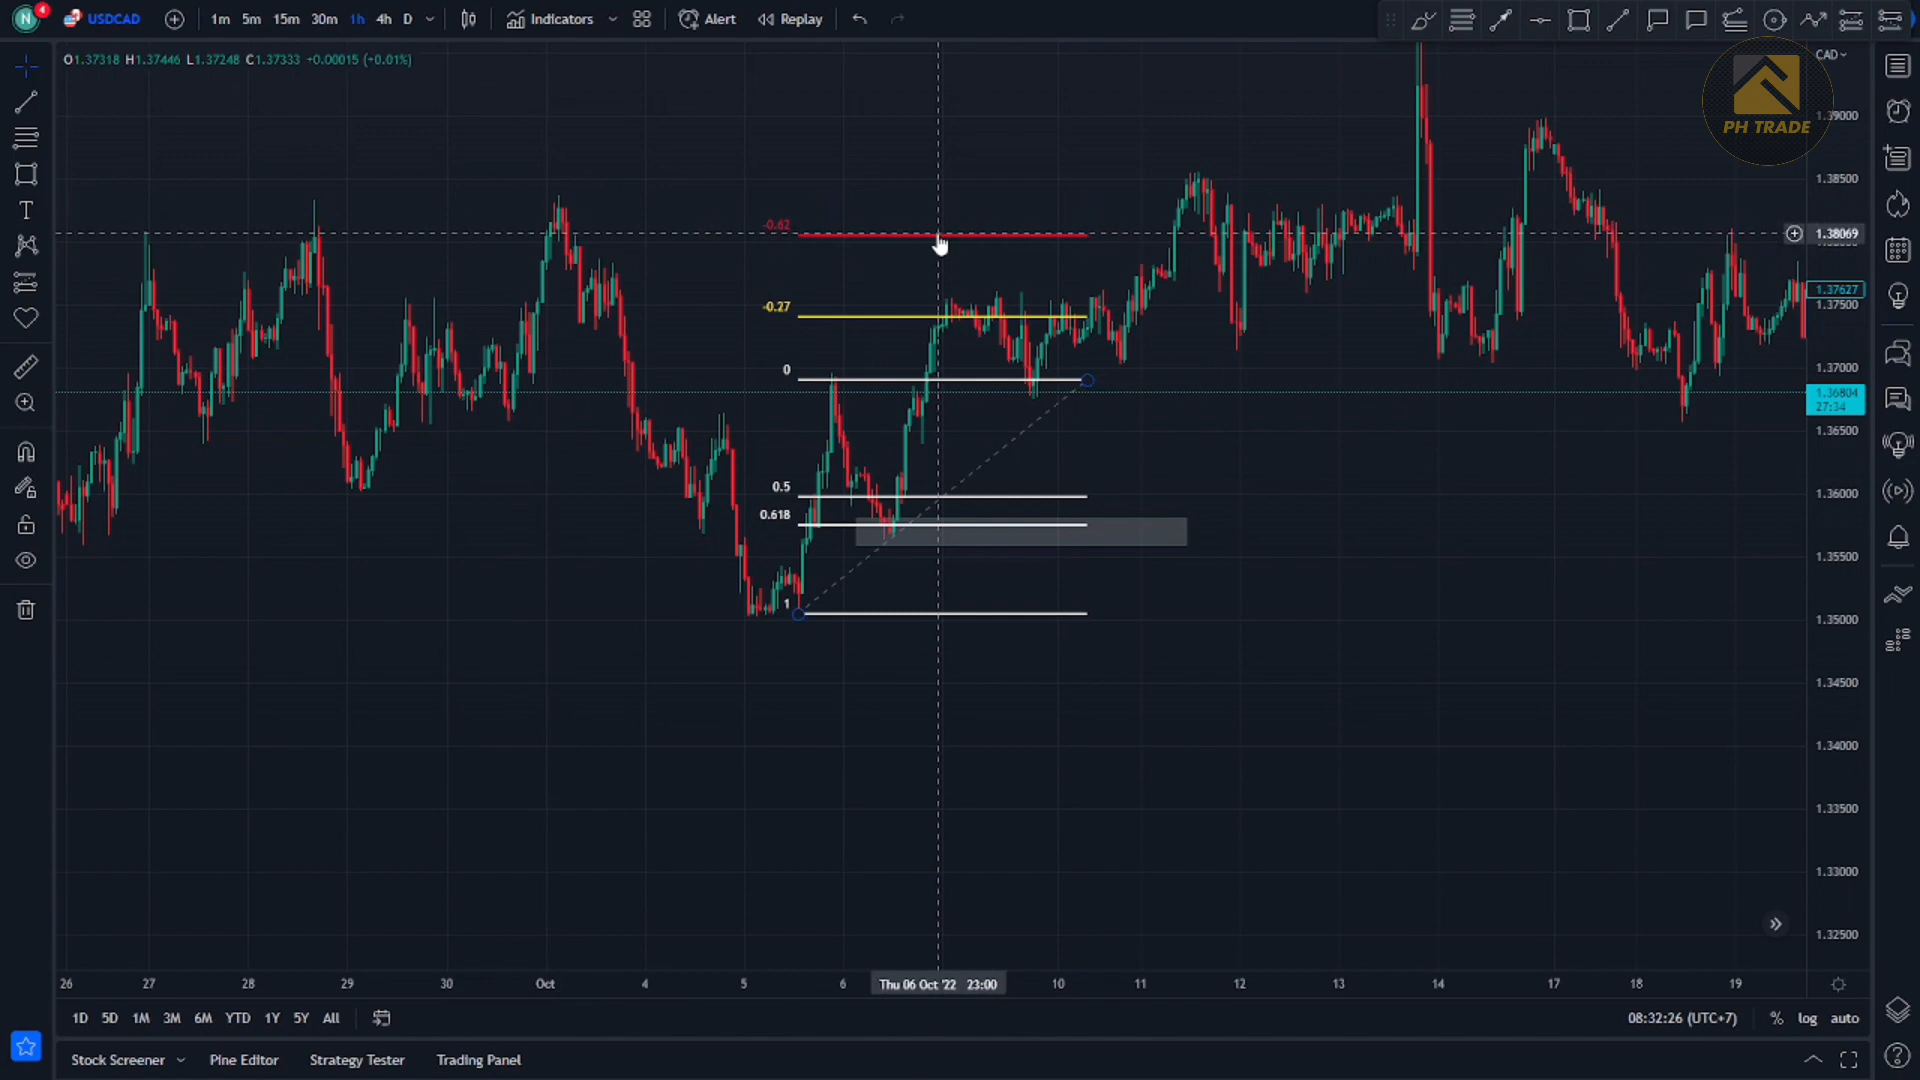 N 4 USDCAD 1m 5m 15m 30m 1h 4h D Indicators Alert Replay
O1.37318 H1.37446 L1.37248 C1.37333 +0.00015 (+0.01%)
CAD
PH TRADE
1.39000
1.38500
1.38069
1.37627
1.37500
1.37000
1.36804
27:34
1.36500
1.36000
1.35500
1.35000
1.34500
1.34000
1.33500
1.33000
1.32500
-0.62
-0.27
0
0.5
0.618
1
T
26 27 28 29 30 Oct 4 5 6 Thu 06 Oct '22 23:00 10 11 12 13 14 17 18 19
1D 5D 1M 3M 6M YTD 1Y 5Y All 08:32:26 (UTC+7) % log auto
Stock Screener Pine Editor Strategy Tester Trading Panel